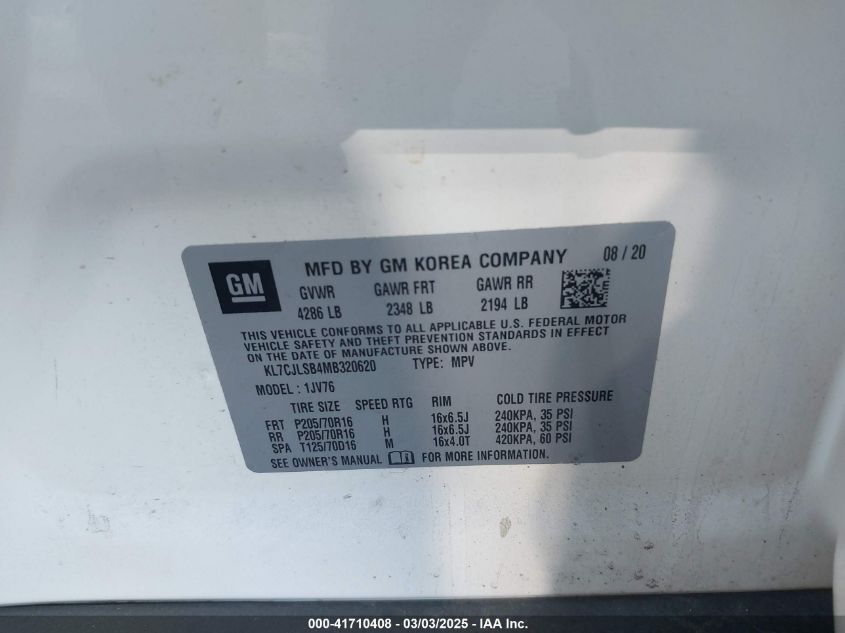 GM
MFD BY GM KOREA COMPANY 08 / 20
GVWR GAWR FRT GAWR RR
4286 LB 2348 LB 2194 LB
THIS VEHICLE CONFORMS TO ALL APPLICABLE U.S. FEDERAL MOTOR
VEHICLE SAFETY AND THEFT PREVENTION STANDARDS IN EFFECT
ON THE DATE OF MANUFACTURE SHOWN ABOVE.
KL7CJLSB4MB320620 TYPE: MPV
MODEL : 1JV76
TIRE SIZE SPEED RTG RIM COLD TIRE PRESSURE
FRT P205/70R16 H 16x6.5J 240KPA, 35 PSI
RR P205/70R16 H 16x6.5J 240KPA, 35 PSI
SPA T125/70D16 M 16x4.0T 420KPA, 60 PSI
SEE OWNER'S MANUAL FOR MORE INFORMATION.
000-41710408 - 03/03/2025 - IAA Inc.